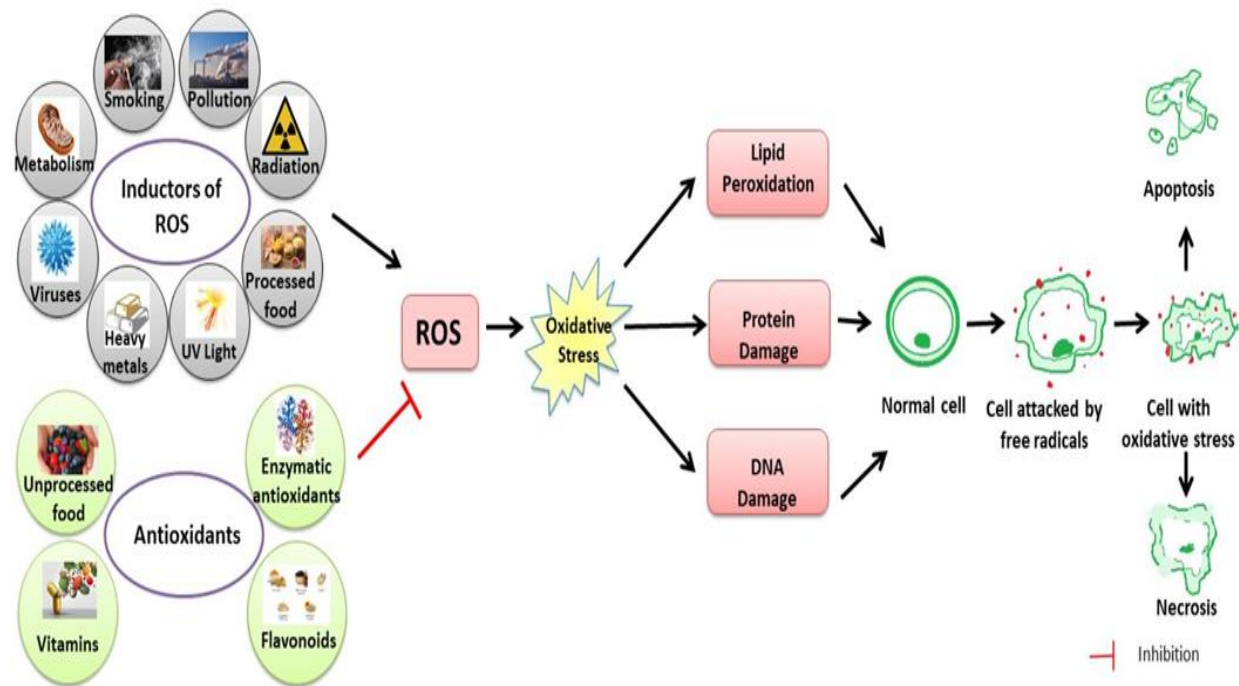 Smoking
Pollution
Metabolism
Radiation
Inductors of
ROS
Viruses
Processed
food
Heavy
metals
UV Light
Unprocessed
food
Enzymatic
antioxidants
Antioxidants
Vitamins
Flavonoids
ROS
Oxidative
Stress
Lipid
Peroxidation
Protein
Damage
DNA
Damage
Normal cell
Cell attacked by
free radicals
Apoptosis
Cell with
oxidative stress
Necrosis
Inhibition